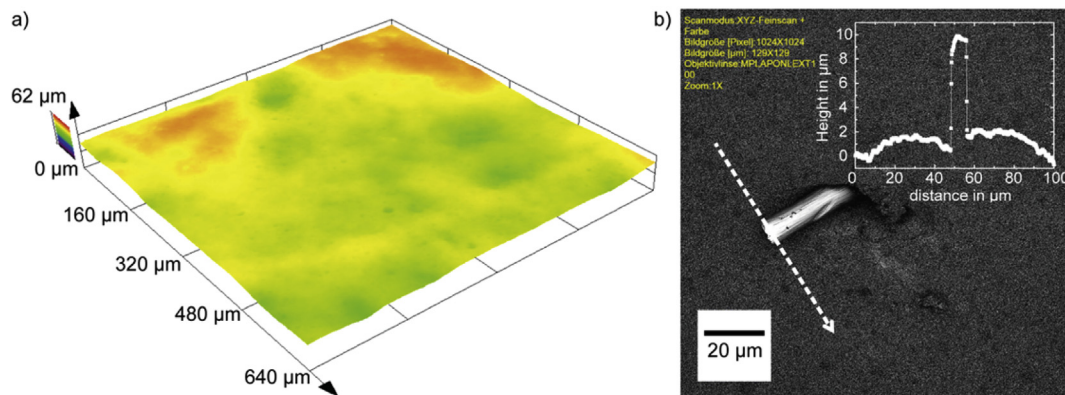 a)
62 µm
0 µm
160 µm
320 µm
480 µm
640 µm
b)
Scanmodus:XYZ-Feinscan +
Farbe
Bildgröße [Pixel]:1024X1024
Bildgröße [µm]: 129X129
Objektivlinse:MPLAPONLEXT1
00
Zoom:1X
Height in µm
10
8
6
4
2
0
0 20 40 60 80 100
distance in µm
20 µm